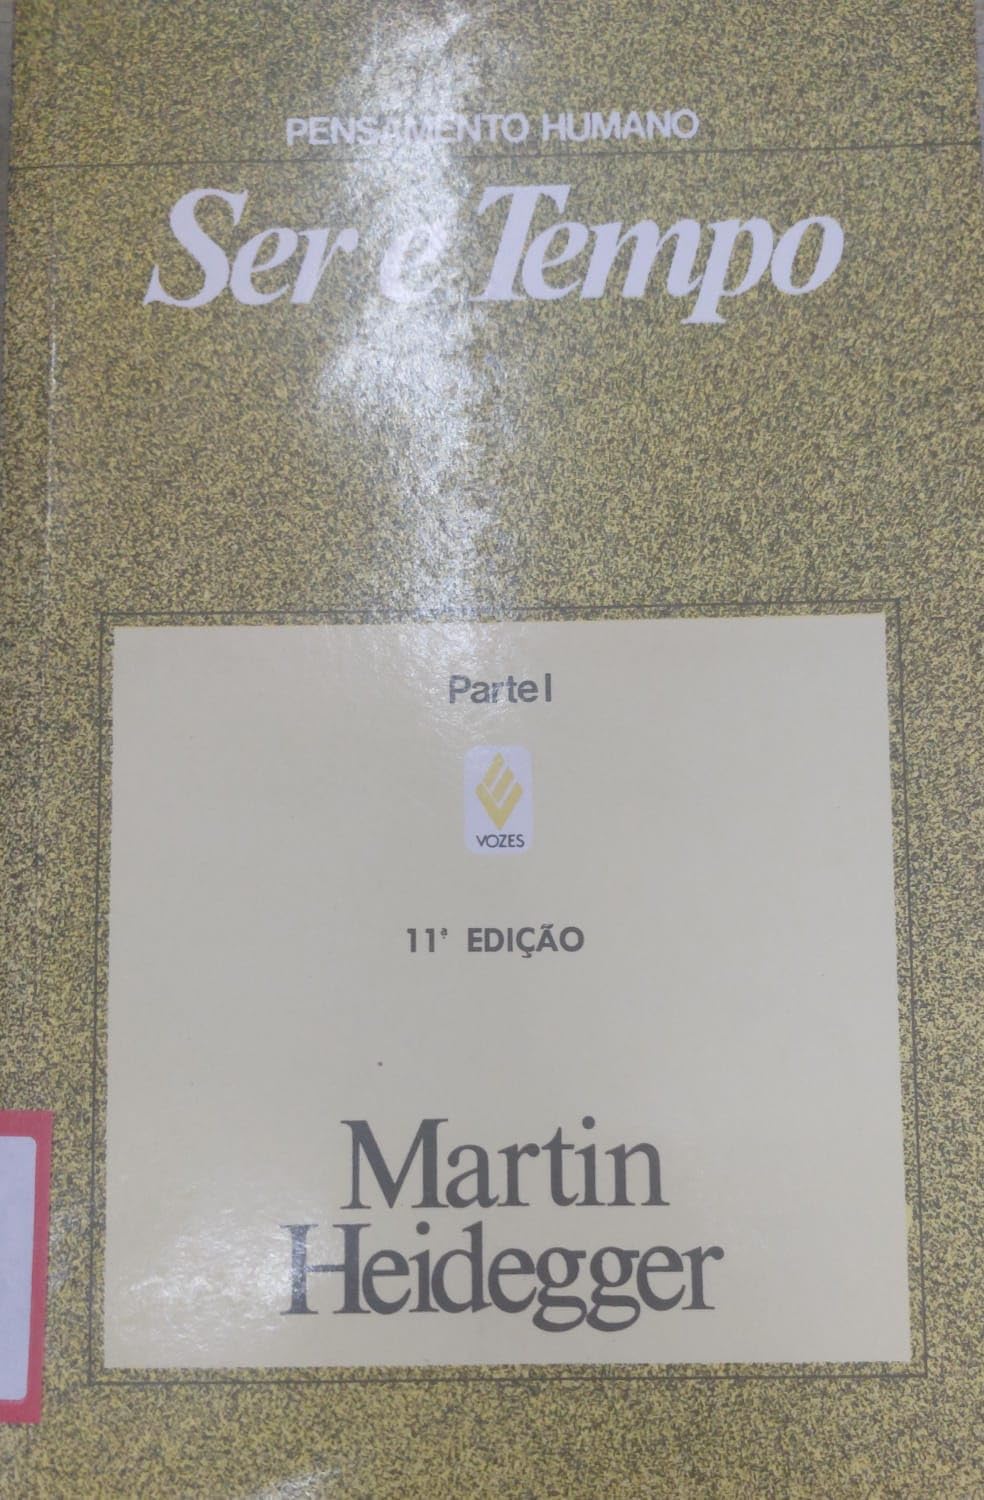 PENSAMENTO HUMANO
Ser e Tempo
Parte I
VOZES
11ª EDIÇÃO
Martin
Heidegger